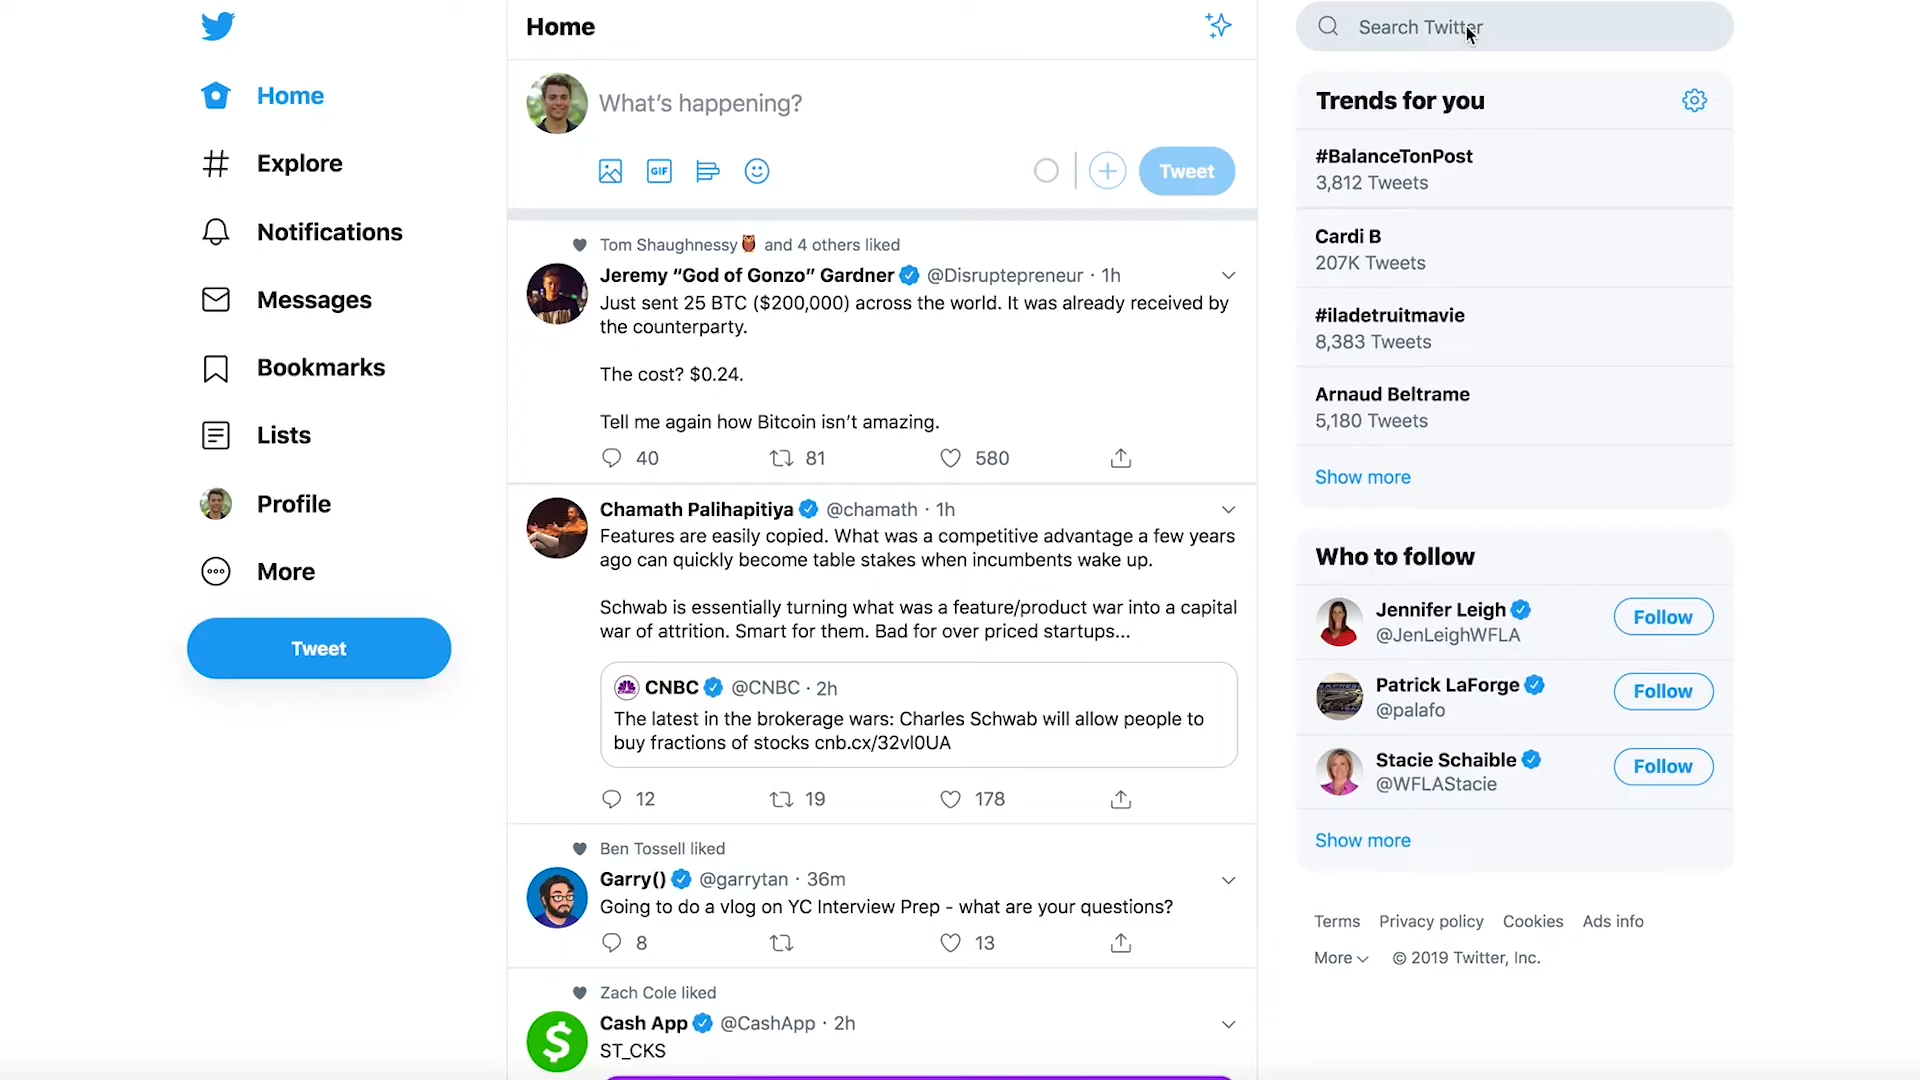 Home
Explore
Notifications
Messages
Bookmarks
Lists
Profile
More
Tweet
Home
What's happening?
GIF
Tweet
Tom Shaughnessy🦉 and 4 others liked
Jeremy “God of Gonzo” Gardner @Disruptepreneur · 1h
Just sent 25 BTC ($200,000) across the world. It was already received by
the counterparty.
The cost? $0.24.
Tell me again how Bitcoin isn’t amazing.
40 81 580
Chamath Palihapitiya @chamath · 1h
Features are easily copied. What was a competitive advantage a few years
ago can quickly become table stakes when incumbents wake up.
Schwab is essentially turning what was a feature/product war into a capital
war of attrition. Smart for them. Bad for over priced startups...
CNBC @CNBC · 2h
The latest in the brokerage wars: Charles Schwab will allow people to
buy fractions of stocks cnb.cx/32vl0UA
12 19 178
Ben Tossell liked
Garry() @garrytan · 36m
Going to do a vlog on YC Interview Prep - what are your questions?
8 13
Zach Cole liked
Cash App @CashApp · 2h
ST_CKS
Search Twitter
Trends for you
#BalanceTonPost
3,812 Tweets
Cardi B
207K Tweets
#iladetruitmavie
8,383 Tweets
Arnaud Beltrame
5,180 Tweets
Show more
Who to follow
Jennifer Leigh
@JenLeighWFLA
Follow
Patrick LaForge
@palafo
Follow
Stacie Schaible
@WFLAStacie
Follow
Show more
Terms Privacy policy Cookies Ads info
More © 2019 Twitter, Inc.